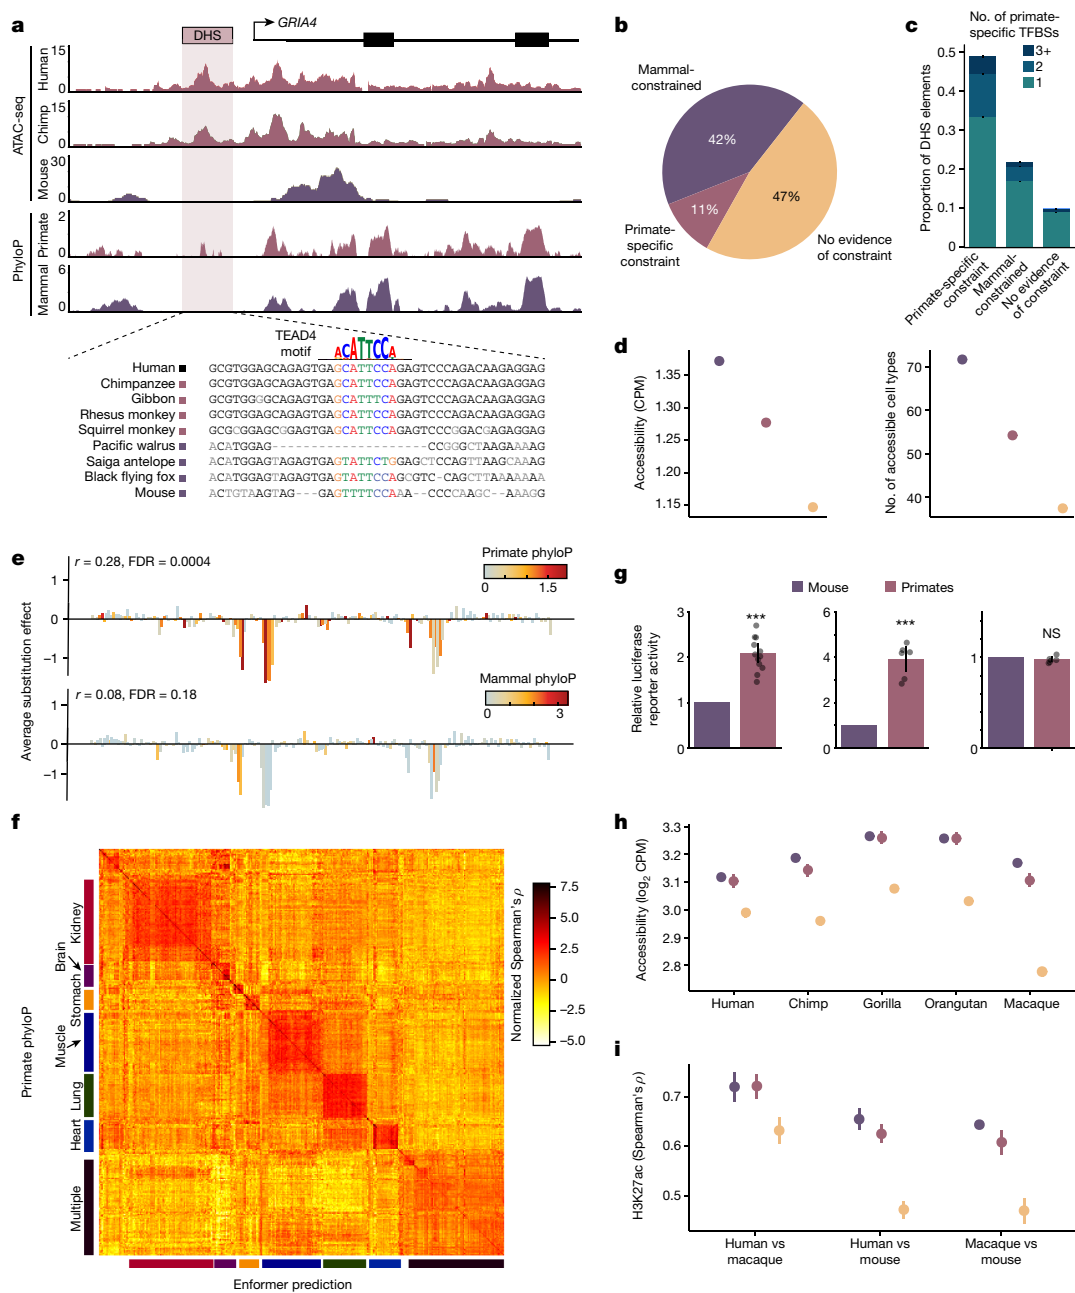 a
DHS
GRIA4
ATAC-seq
Human
15
0
Chimp
15
0
Mouse
30
0
PhyloP
Primate
2
0
Mammal
6
0
TEAD4
motif
ACATTCCA
Human GCGTGGAGCAGAGTGAGCATTCCAGAGTCCCAGACAAGAGGAG
Chimpanzee GCGTGGAGCAGAGTGAGCATTCCAGAGTCCCAGACAAGAGGAG
Gibbon GCGTGGGGCAGAGTGAGCATTTCAGAGTCCCAGACAAGAGGAG
Rhesus monkey GCGTGGAGCAGAGTGAGCATTCCAGAGTCCCAGACAAGAGGAG
Squirrel monkey GCGCGGAGCGGAGTGAGCATTCCAGAGTCCCGGACGAGAGGAG
Pacific walrus ACATGGAG--------------------CCGGGCTAAGAAAAG
Saiga antelope ACATGGAGTAGAGTGAGTATTCTGGAGCTCCAGTTAAGCAAAG
Black flying fox ACATGGAGTAGAGTGAGTATTCCAGCGTC-CAGCTTAAAAAAA
Mouse ACTGTAAGTAG---GAGTTTTCCAA--CCCCAAGC--AAAGG
b
Mammal-
constrained
42%
47%
11%
Primate-
specific
constraint
No evidence
of constraint
c
No. of primate-
specific TFBSs
3+
2
1
Proportion of DHS elements
0.5
0.4
0.3
0.2
0.1
0
Primate-specific
constraint
Mammal-
constrained
No evidence
of constraint
d
Accessibility (CPM)
1.35
1.30
1.25
1.20
1.15
No. of accessible cell types
70
60
50
40
e
r = 0.28, FDR = 0.0004
Primate phyloP
0
1.5
1
0
−1
Average substitution effect
r = 0.08, FDR = 0.18
Mammal phyloP
0
3
1
0
−1
f
Primate phyloP
Kidney
Brain
Stomach
Muscle
Lung
Heart
Multiple
Enformer prediction
Normalized Spearman's ρ
7.5
5.0
2.5
0
−2.5
−5.0
g
Mouse
Primates
Relative luciferase
reporter activity
3
2
1
0
***
6
4
2
0
***
1
0
NS
h
Accessibility (log2 CPM)
3.3
3.2
3.1
3.0
2.9
2.8
Human
Chimp
Gorilla
Orangutan
Macaque
i
H3K27ac (Spearman's ρ)
0.7
0.6
0.5
Human vs
macaque
Human vs
mouse
Macaque vs
mouse